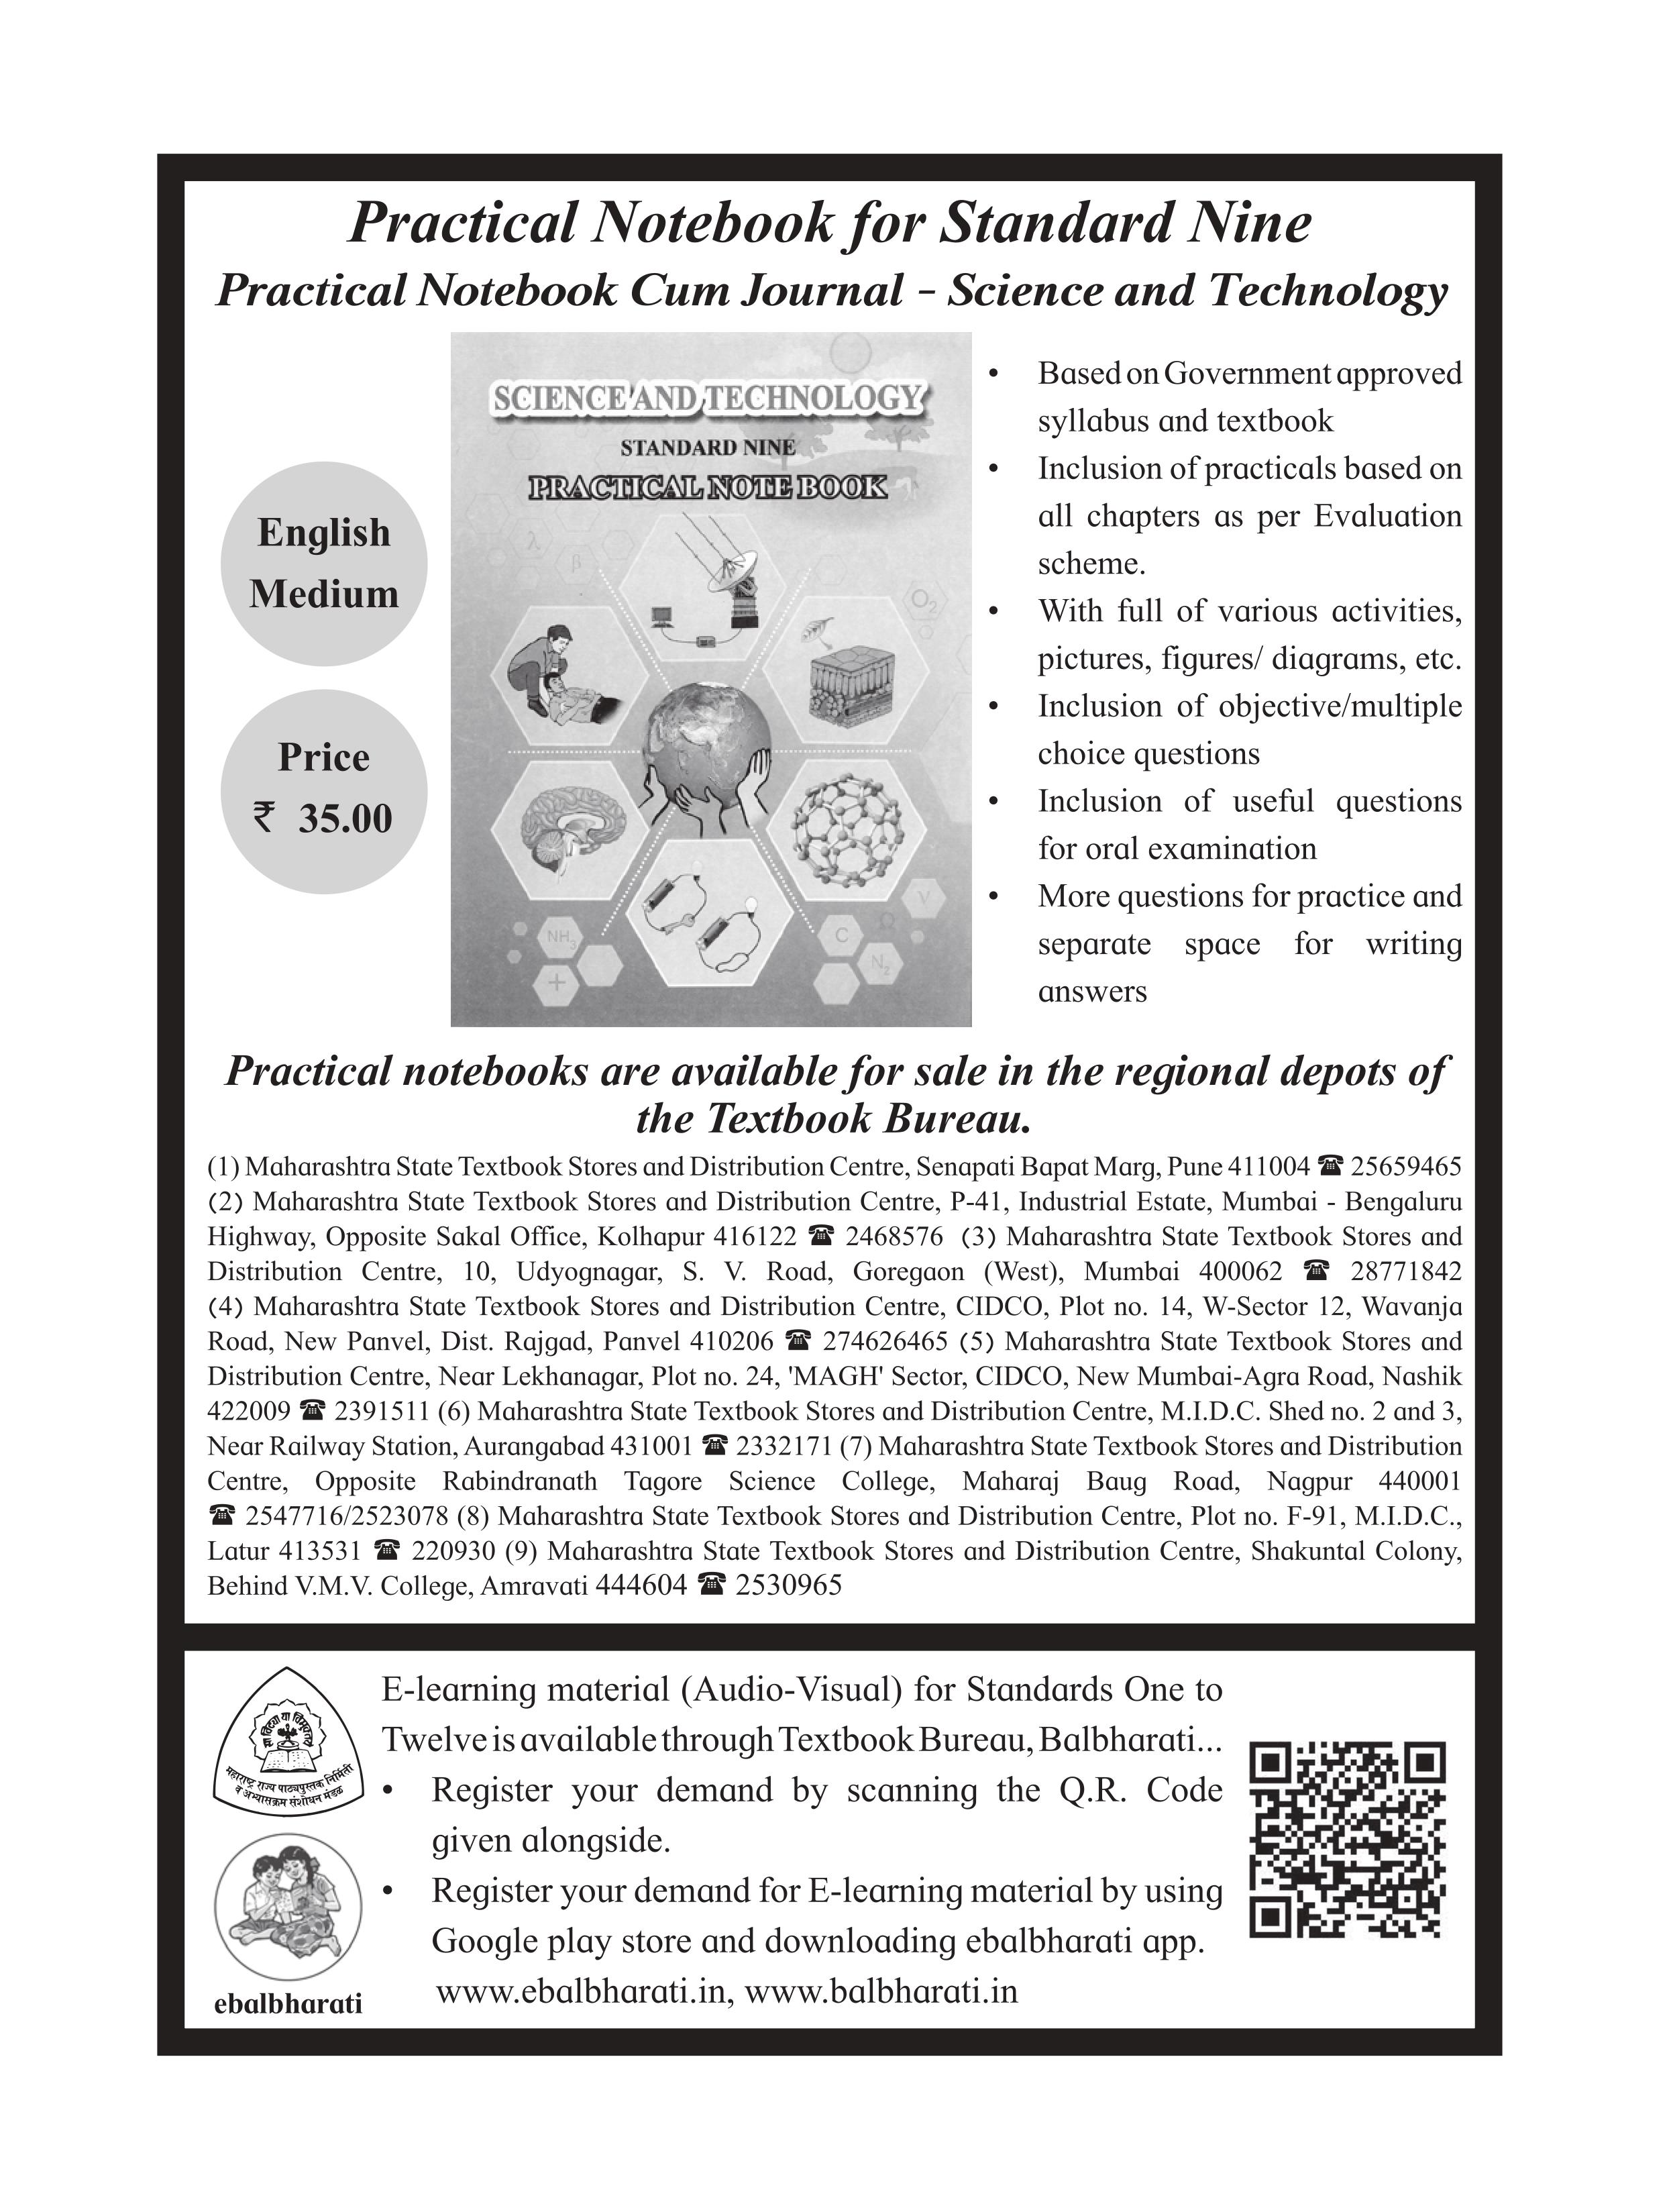 Practical Notebook for Standard Nine
Practical Notebook Cum Journal – Science and Technology
English
Medium
Price
₹ 35.00
SCIENCE AND TECHNOLOGY
STANDARD NINE
PRACTICAL NOTE BOOK
λ
β
O2
NH3
+
C
Ω
V
N2
• Based on Government approved
syllabus and textbook
• Inclusion of practicals based on
all chapters as per Evaluation
scheme.
• With full of various activities,
pictures, figures/ diagrams, etc.
• Inclusion of objective/multiple
choice questions
• Inclusion of useful questions
for oral examination
• More questions for practice and
separate space for writing
answers
Practical notebooks are available for sale in the regional depots of
the Textbook Bureau.
(1) Maharashtra State Textbook Stores and Distribution Centre, Senapati Bapat Marg, Pune 411004 ☎ 25659465
(2) Maharashtra State Textbook Stores and Distribution Centre, P-41, Industrial Estate, Mumbai - Bengaluru
Highway, Opposite Sakal Office, Kolhapur 416122 ☎ 2468576 (3) Maharashtra State Textbook Stores and
Distribution Centre, 10, Udyognagar, S. V. Road, Goregaon (West), Mumbai 400062 ☎ 28771842
(4) Maharashtra State Textbook Stores and Distribution Centre, CIDCO, Plot no. 14, W-Sector 12, Wavanja
Road, New Panvel, Dist. Rajgad, Panvel 410206 ☎ 274626465 (5) Maharashtra State Textbook Stores and
Distribution Centre, Near Lekhanagar, Plot no. 24, 'MAGH' Sector, CIDCO, New Mumbai-Agra Road, Nashik
422009 ☎ 2391511 (6) Maharashtra State Textbook Stores and Distribution Centre, M.I.D.C. Shed no. 2 and 3,
Near Railway Station, Aurangabad 431001 ☎ 2332171 (7) Maharashtra State Textbook Stores and Distribution
Centre, Opposite Rabindranath Tagore Science College, Maharaj Baug Road, Nagpur 440001
☎ 2547716/2523078 (8) Maharashtra State Textbook Stores and Distribution Centre, Plot no. F-91, M.I.D.C.,
Latur 413531 ☎ 220930 (9) Maharashtra State Textbook Stores and Distribution Centre, Shakuntal Colony,
Behind V.M.V. College, Amravati 444604 ☎ 2530965
सा विद्या या विमुक्तये
महाराष्ट्र राज्य पाठ्यपुस्तक निर्मिती
व अभ्यासक्रम संशोधन मंडळ
ebalbharati
E-learning material (Audio-Visual) for Standards One to
Twelve is available through Textbook Bureau, Balbharati...
• Register your demand by scanning the Q.R. Code
given alongside.
• Register your demand for E-learning material by using
Google play store and downloading ebalbharati app.
www.ebalbharati.in, www.balbharati.in